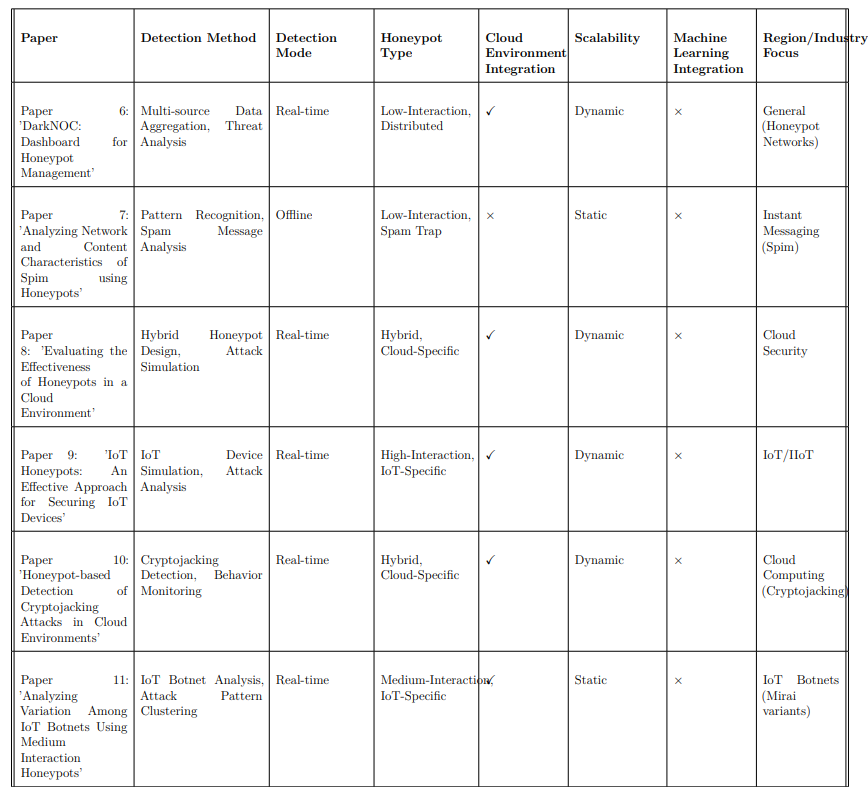 Paper
Detection Method
Detection
Mode
Honeypot
Type
Cloud
Environment
Integration
Scalability
Machine
Learning
Integration
Region/Industry
Focus
Paper 6:
'DarkNOC:
Dashboard for
Honeypot
Management'
Multi-source Data
Aggregation, Threat
Analysis
Real-time
Low-Interaction,
Distributed
✓
Dynamic
×
General
(Honeypot
Networks)
Paper 7:
'Analyzing Network
and Content
Characteristics of
Spim using
Honeypots'
Pattern Recognition,
Spam Message
Analysis
Offline
Low-Interaction,
Spam Trap
×
Static
×
Instant
Messaging
(Spim)
Paper
8: 'Evaluating the
Effectiveness
of Honeypots in a
Cloud
Environment'
Hybrid Honeypot
Design, Attack
Simulation
Real-time
Hybrid,
Cloud-Specific
✓
Dynamic
×
Cloud
Security
Paper 9: 'IoT
Honeypots: An
Effective Approach
for Securing IoT
Devices'
IoT Device
Simulation, Attack
Analysis
Real-time
High-Interaction,
IoT-Specific
✓
Dynamic
×
IoT/IIoT
Paper 10:
'Honeypot-based
Detection of
Cryptojacking
Attacks in Cloud
Environments'
Cryptojacking
Detection, Behavior
Monitoring
Real-time
Hybrid,
Cloud-Specific
✓
Dynamic
×
Cloud
Computing
(Cryptojacking)
Paper 11:
'Analyzing
Variation Among
IoT Botnets Using
Medium
Interaction
Honeypots'
IoT Botnet Analysis,
Attack Pattern
Clustering
Real-time
Medium-Interaction,
IoT-Specific
✓
Static
×
IoT Botnets
(Mirai
variants)